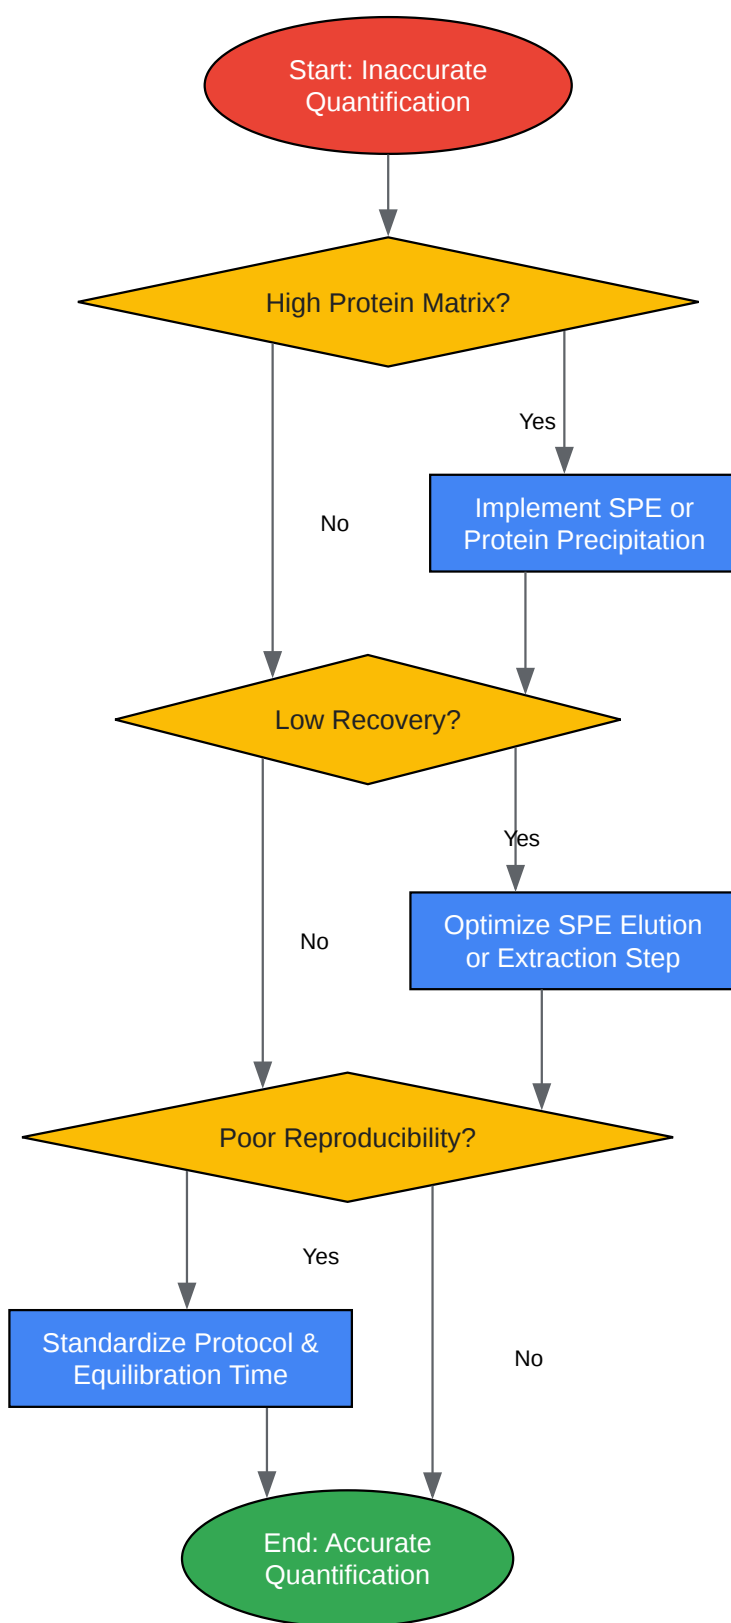 Start: Inaccurate
Quantification
High Protein Matrix?
Yes
No
Implement SPE or
Protein Precipitation
Low Recovery?
Yes
No
Optimize SPE Elution
or Extraction Step
Poor Reproducibility?
Yes
No
Standardize Protocol &
Equilibration Time
End: Accurate
Quantification